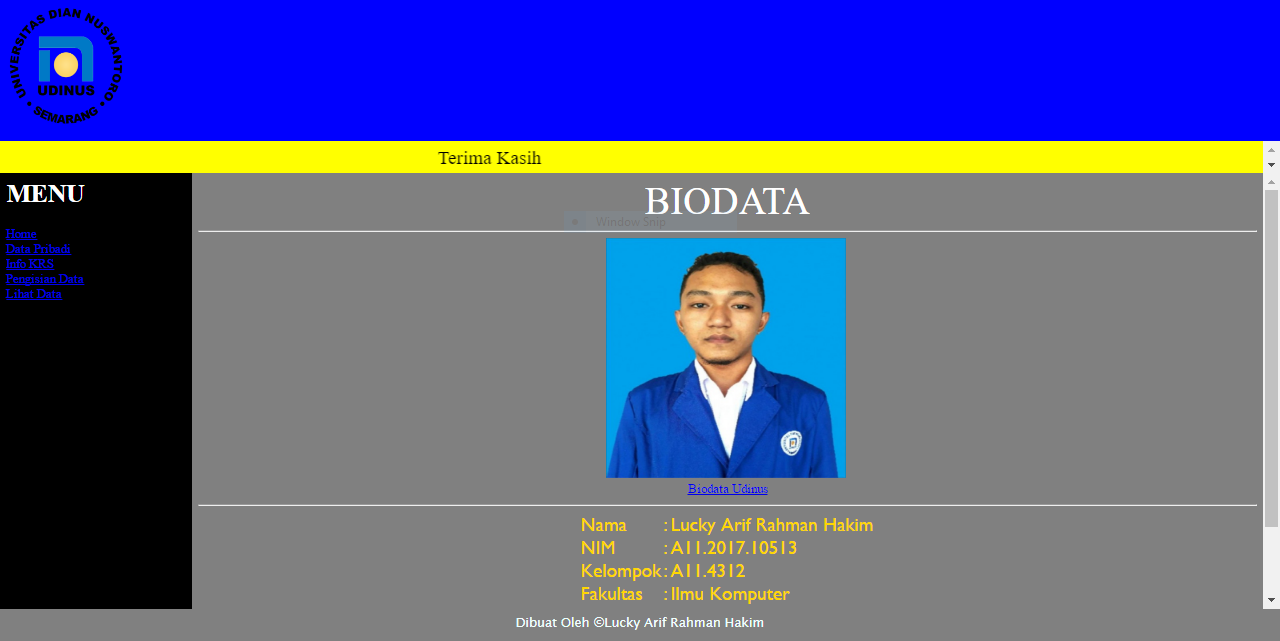 UNIVERSITAS DIAN NUSWANTORO
UDINUS
• SEMARANG •
Terima Kasih
MENU
BIODATA
Window Snip
Home
Data Pribadi
Info KRS
Pengisian Data
Lihat Data
Biodata Udinus
Nama : Lucky Arif Rahman Hakim
NIM : A11.2017.10513
Kelompok : A11.4312
Fakultas : Ilmu Komputer
Dibuat Oleh ©Lucky Arif Rahman Hakim